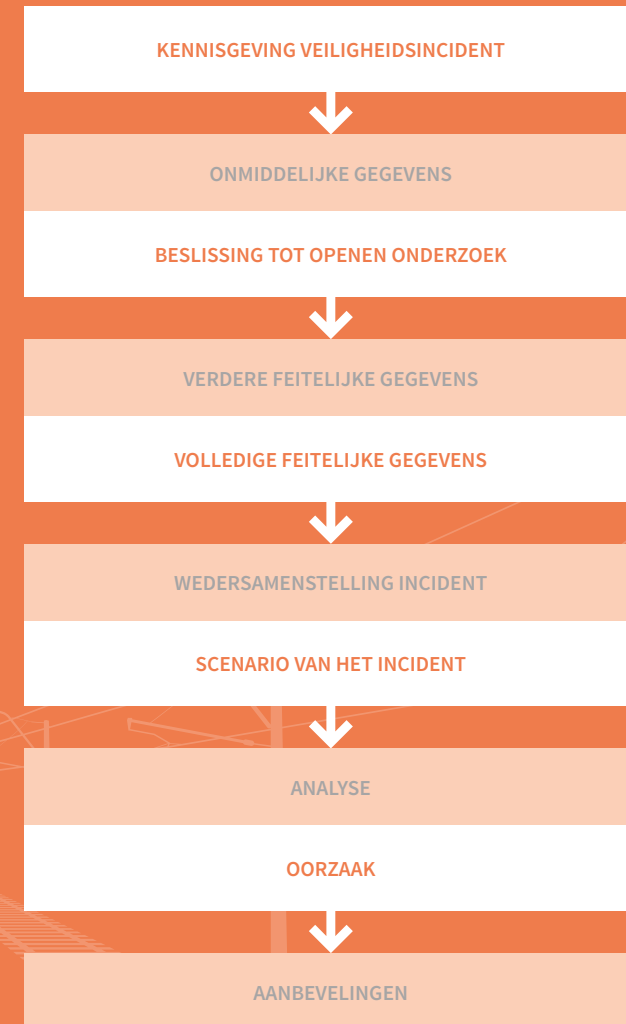 KENNISGEVING VEILIGHEIDSINCIDENT
ONMIDDELIJKE GEGEVENS
BESLISSING TOT OPENEN ONDERZOEK
VERDERE FEITELIJKE GEGEVENS
VOLLEDIGE FEITELIJKE GEGEVENS
WEDERSAMENSTELLING INCIDENT
SCENARIO VAN HET INCIDENT
ANALYSE
OORZAAK
AANBEVELINGEN